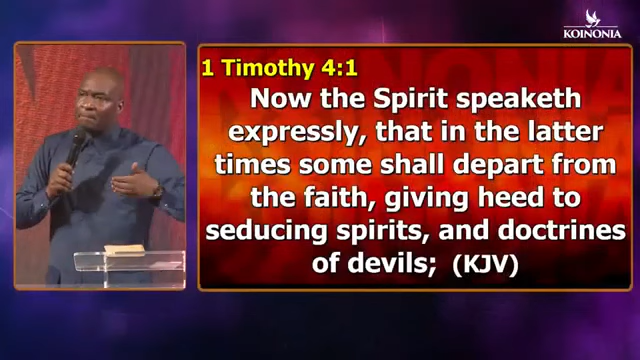 KOINONIA
1 Timothy 4:1
Now the Spirit speaketh
expressly, that in the latter
times some shall depart from
the faith, giving heed to
seducing spirits, and doctrines
of devils; (KJV)